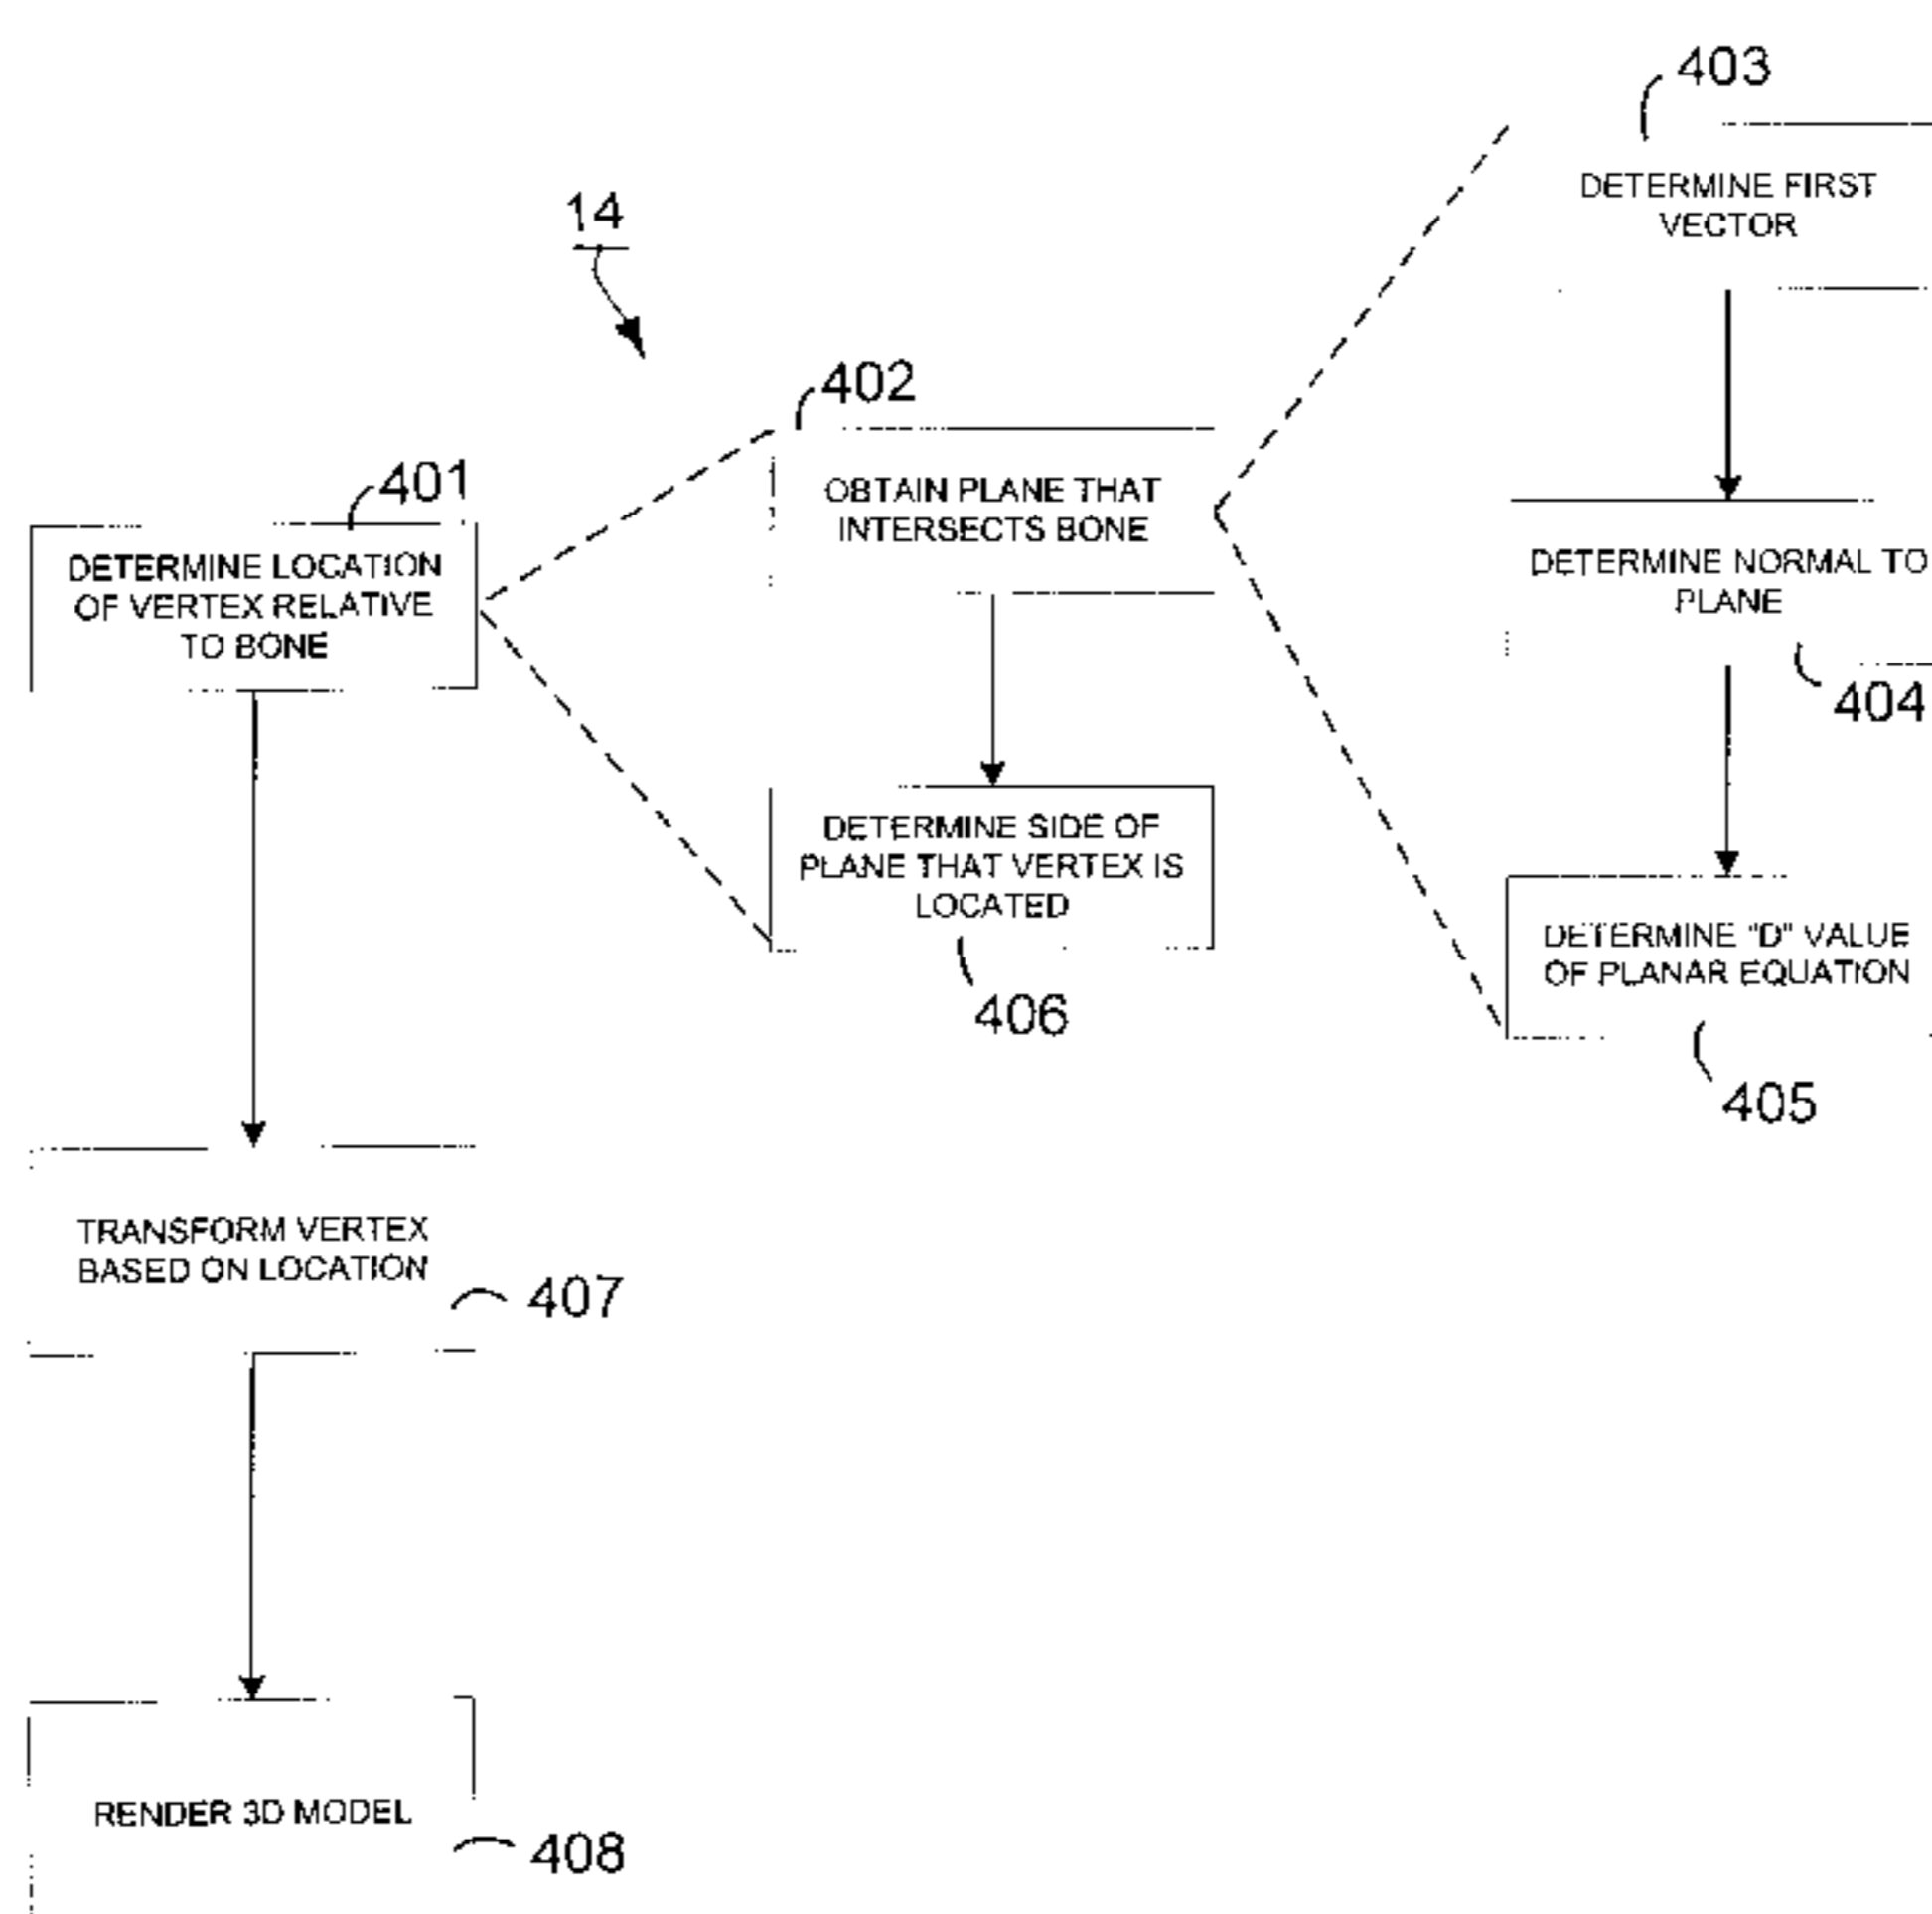 403
DETERMINE FIRST
VECTOR
14
402
OBTAIN PLANE THAT
INTERSECTS BONE
401
DETERMINE LOCATION
OF VERTEX RELATIVE
TO BONE
DETERMINE NORMAL TO
PLANE
404
DETERMINE SIDE OF
PLANE THAT VERTEX IS
LOCATED
406
DETERMINE "D" VALUE
OF PLANAR EQUATION
405
TRANSFORM VERTEX
BASED ON LOCATION
407
RENDER 3D MODEL
408